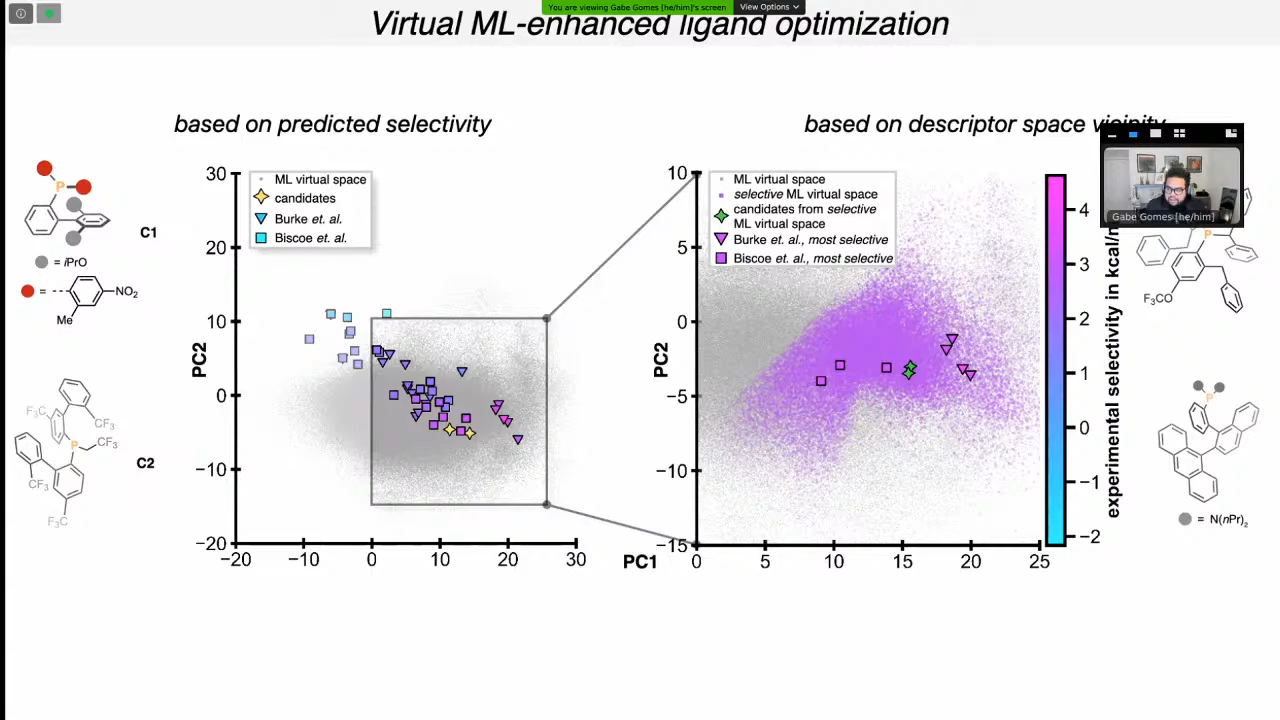 You are viewing Gabe Gomes [he/him]'s screen
View Options
Virtual ML-enhanced ligand optimization
based on predicted selectivity
based on descriptor space vicinity
P
C1
= iPrO
= NO₂
Me
F₃C
CF₃
P
CF₃
CF₃
F₃C
C2
ML virtual space
candidates
Burke et. al.
Biscoe et. al.
PC2
30
20
10
0
−10
−20
−20
−10
0
10
20
30
PC1
ML virtual space
selective ML virtual space
candidates from selective
ML virtual space
Burke et. al., most selective
Biscoe et. al., most selective
PC2
10
5
0
−5
−10
−15
0
5
10
15
20
25
4
3
2
1
0
−1
−2
experimental selectivity in kcal/
Gabe Gomes [he/him]
P
F₃CO
P
= N(nPr)₂